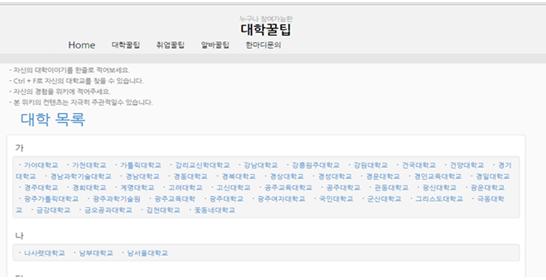 누구나 참여가능한
대학꿀팁
Home 대학꿀팁 취업꿀팁 알바꿀팁 한마디문의
- 자신의 대학이야기를 한줄로 적어보세요.
- Ctrl + F로 자신의 대학교를 찾을 수 있습니다.
- 자신의 경험을 위키에 적어주세요.
- 본 위키의 컨텐츠는 지극히 주관적일수 있습니다.
대학 목록
가
· 가야대학교 · 가천대학교 · 가톨릭대학교 · 감리교신학대학교 · 강남대학교 · 강릉원주대학교 · 강원대학교 · 건국대학교 · 건양대학교 · 경기
대학교 · 경남과학기술대학교 · 경남대학교 · 경동대학교 · 경북대학교 · 경상대학교 · 경성대학교 · 경운대학교 · 경인교육대학교 · 경일대학교
· 경주대학교 · 경희대학교 · 계명대학교 · 고려대학교 · 고신대학교 · 공주교육대학교 · 공주대학교 · 관동대학교 · 광신대학교 · 광운대학교
· 광주가톨릭대학교 · 광주과학기술원 · 광주교육대학 · 광주대학교 · 광주여자대학교 · 국민대학교 · 군산대학교 · 그리스도대학교 · 극동대학
교 · 금강대학교 · 금오공과대학교 · 김천대학교 · 꽃동네대학교
나
· 나사렛대학교 · 남부대학교 · 남서울대학교